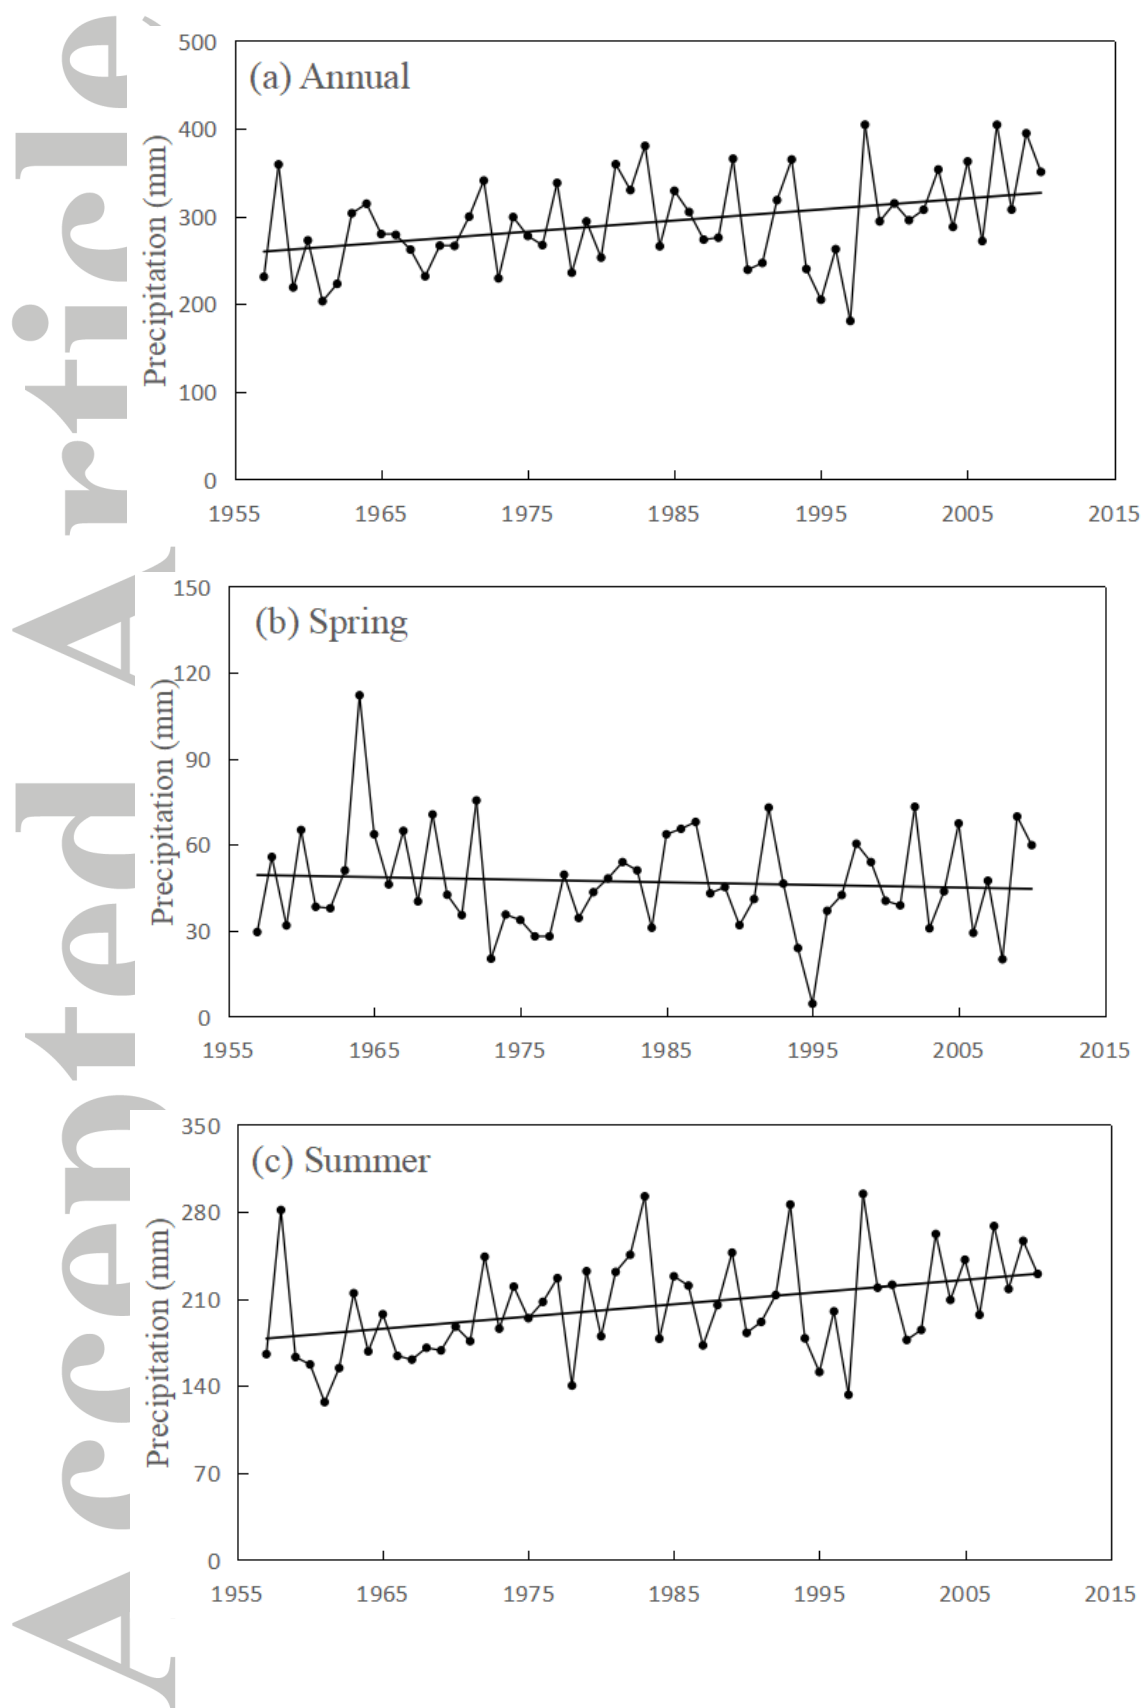 Accepted Article
500
(a) Annual
400
300
200
100
0
Precipitation (mm)
1955 1965 1975 1985 1995 2005 2015
150
(b) Spring
120
90
60
30
0
Precipitation (mm)
1955 1965 1975 1985 1995 2005 2015
350
(c) Summer
280
210
140
70
0
Precipitation (mm)
1955 1965 1975 1985 1995 2005 2015